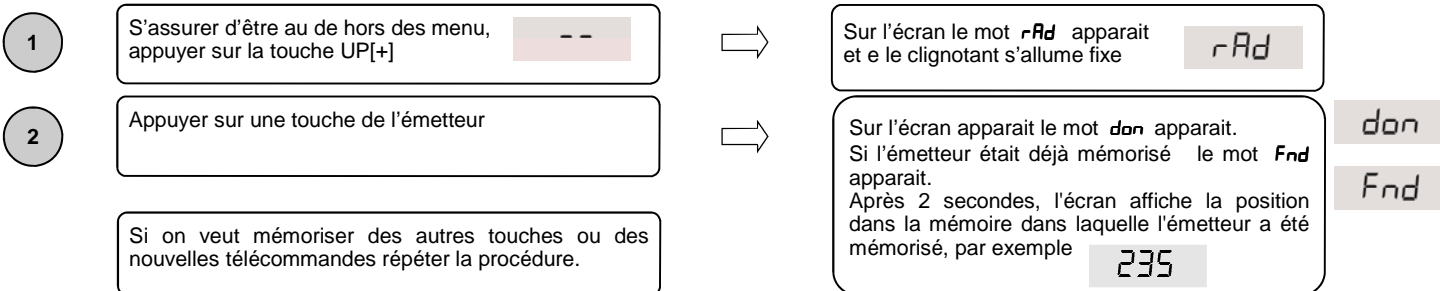 1
S'assurer d'être au de hors des menu,
appuyer sur la touche UP[+]
--
Sur l'écran le mot rAd apparait
et e le clignotant s'allume fixe
rAd
2
Appuyer sur une touche de l'émetteur
Sur l'écran apparait le mot don apparait.
Si l'émetteur était déjà mémorisé le mot Fnd
apparait.
Après 2 secondes, l'écran affiche la position
dans la mémoire dans laquelle l'émetteur a été
mémorisé, par exemple
235
don
Fnd
Si on veut mémoriser des autres touches ou des
nouvelles télécommandes répéter la procédure.